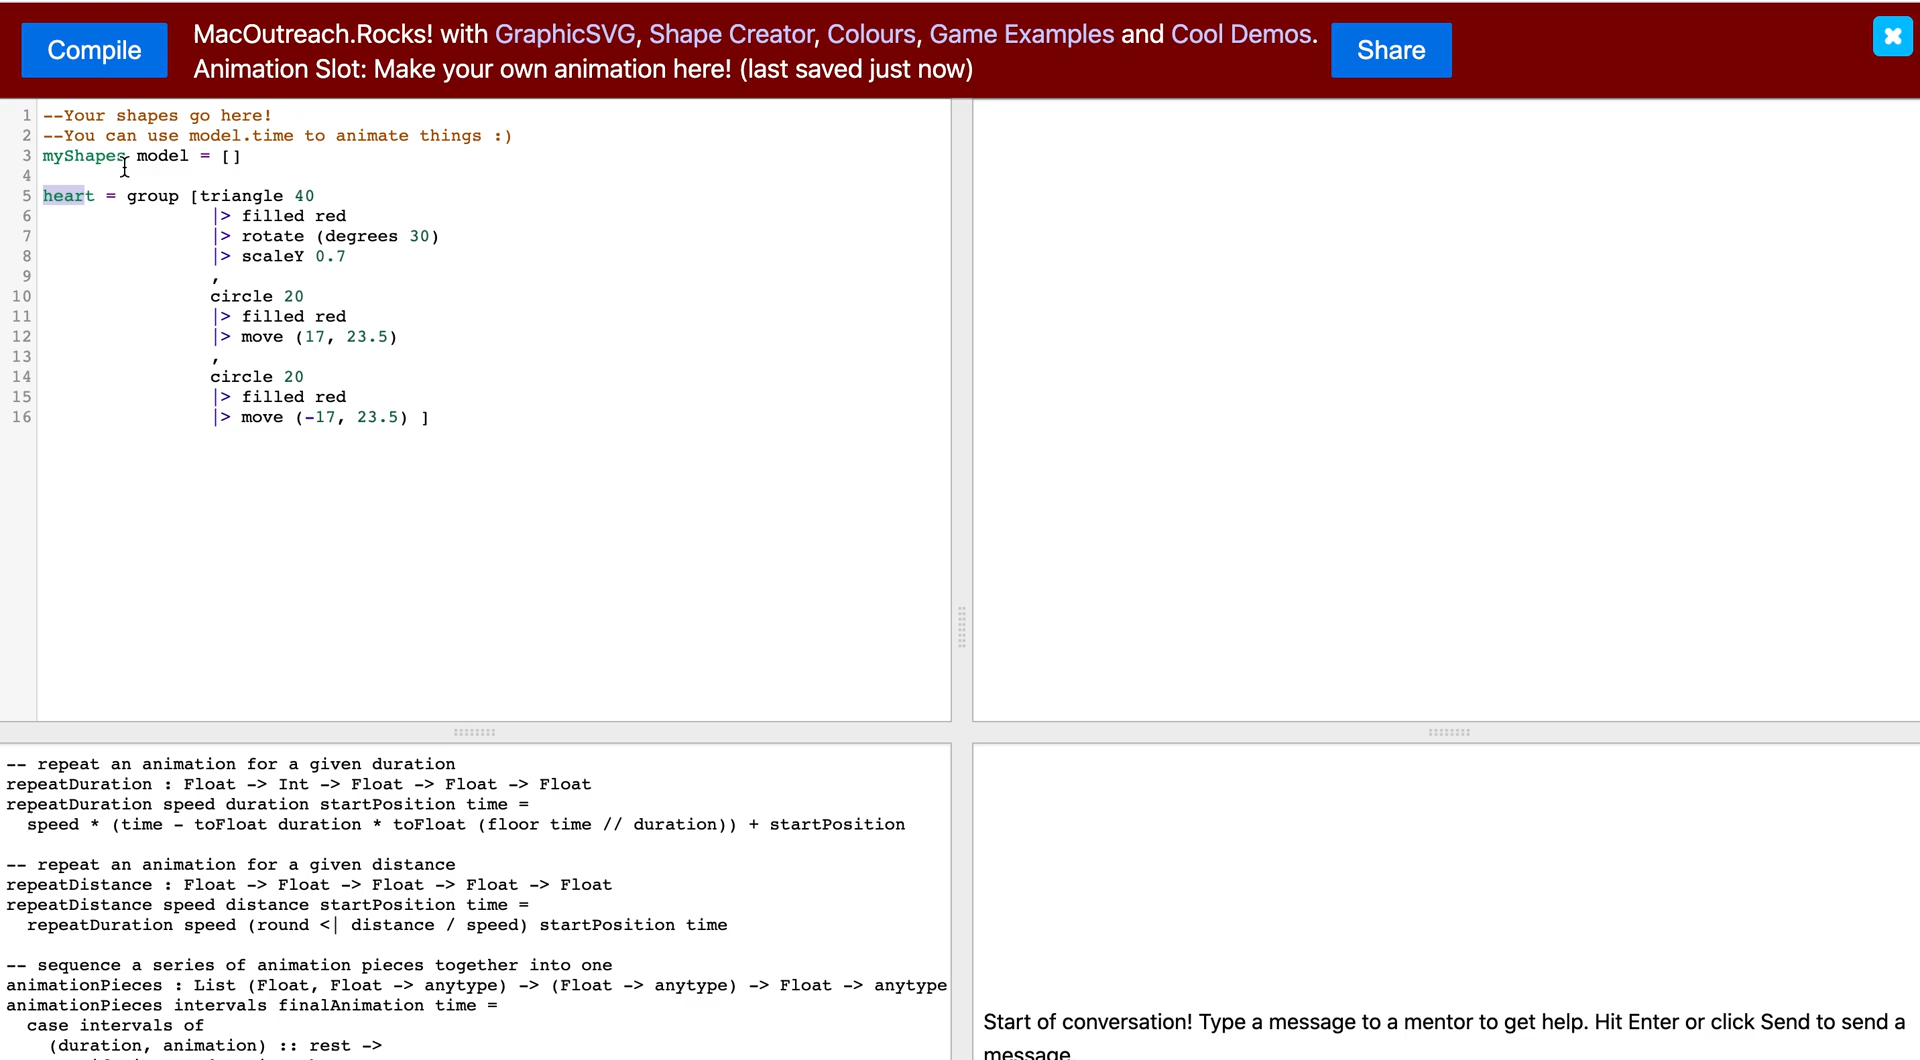 Compile
MacOutreach.Rocks! with GraphicSVG, Shape Creator, Colours, Game Examples and Cool Demos.
Animation Slot: Make your own animation here! (last saved just now)
Share
1 --Your shapes go here!
2 --You can use model.time to animate things :)
3 myShapes model = []
4
5 heart = group [triangle 40
6 |> filled red
7 |> rotate (degrees 30)
8 |> scaleY 0.7
9 ,
10 circle 20
11 |> filled red
12 |> move (17, 23.5)
13 ,
14 circle 20
15 |> filled red
16 |> move (-17, 23.5) ]
-- repeat an animation for a given duration
repeatDuration : Float -> Int -> Float -> Float -> Float
repeatDuration speed duration startPosition time =
speed * (time - toFloat duration * toFloat (floor time // duration)) + startPosition
-- repeat an animation for a given distance
repeatDistance : Float -> Float -> Float -> Float -> Float
repeatDistance speed distance startPosition time =
repeatDuration speed (round <| distance / speed) startPosition time
-- sequence a series of animation pieces together into one
animationPieces : List (Float, Float -> anytype) -> (Float -> anytype) -> Float -> anytype
animationPieces intervals finalAnimation time =
case intervals of
(duration, animation) :: rest ->
Start of conversation! Type a message to a mentor to get help. Hit Enter or click Send to send a
message